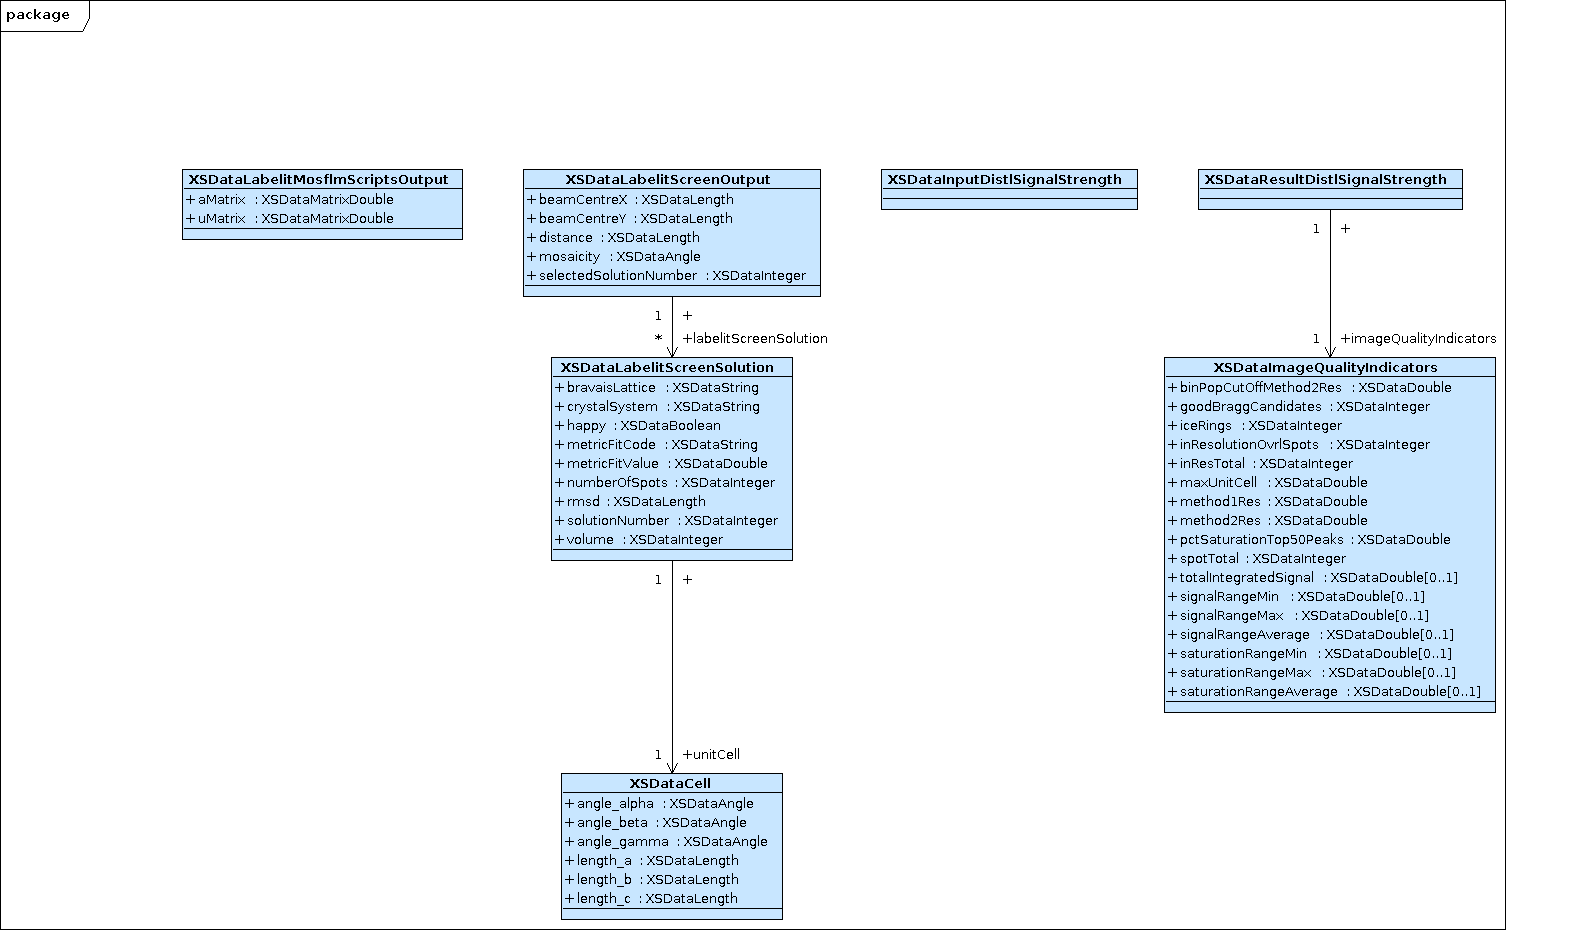 package
XSDataLabelitMosflmScriptsOutput
+ aMatrix : XSDataMatrixDouble
+ uMatrix : XSDataMatrixDouble
XSDataLabelitScreenOutput
+ beamCentreX : XSDataLength
+ beamCentreY : XSDataLength
+ distance : XSDataLength
+ mosaicity : XSDataAngle
+ selectedSolutionNumber : XSDataInteger
1 +
* +labelitScreenSolution
XSDataLabelitScreenSolution
+ bravaisLattice : XSDataString
+ crystalSystem : XSDataString
+ happy : XSDataBoolean
+ metricFitCode : XSDataString
+ metricFitValue : XSDataDouble
+ numberOfSpots : XSDataInteger
+ rmsd : XSDataLength
+ solutionNumber : XSDataInteger
+ volume : XSDataInteger
1 +
1 +unitCell
XSDataCell
+ angle_alpha : XSDataAngle
+ angle_beta : XSDataAngle
+ angle_gamma : XSDataAngle
+ length_a : XSDataLength
+ length_b : XSDataLength
+ length_c : XSDataLength
XSDataInputDistlSignalStrength
XSDataResultDistlSignalStrength
1 +
1 +imageQualityIndicators
XSDataImageQualityIndicators
+ binPopCutOffMethod2Res : XSDataDouble
+ goodBraggCandidates : XSDataInteger
+ iceRings : XSDataInteger
+ inResolutionOvrlSpots : XSDataInteger
+ inResTotal : XSDataInteger
+ maxUnitCell : XSDataDouble
+ method1Res : XSDataDouble
+ method2Res : XSDataDouble
+ pctSaturationTop50Peaks : XSDataDouble
+ spotTotal : XSDataInteger
+ totalIntegratedSignal : XSDataDouble[0..1]
+ signalRangeMin : XSDataDouble[0..1]
+ signalRangeMax : XSDataDouble[0..1]
+ signalRangeAverage : XSDataDouble[0..1]
+ saturationRangeMin : XSDataDouble[0..1]
+ saturationRangeMax : XSDataDouble[0..1]
+ saturationRangeAverage : XSDataDouble[0..1]